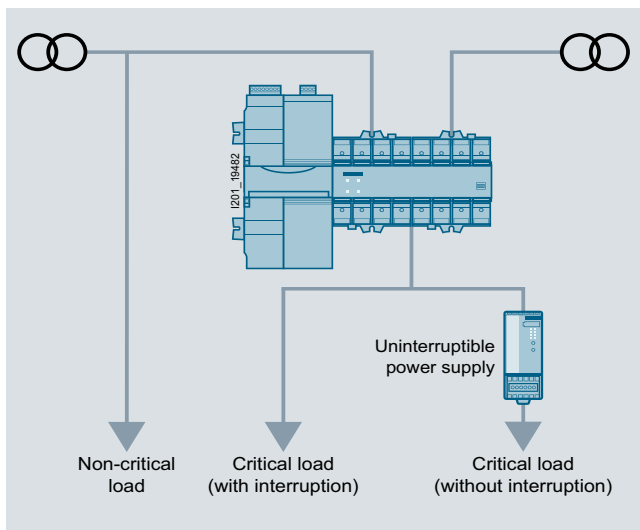 I201_19482
Uninterruptible
power supply
Non-critical
load
Critical load
(with interruption)
Critical load
(without interruption)